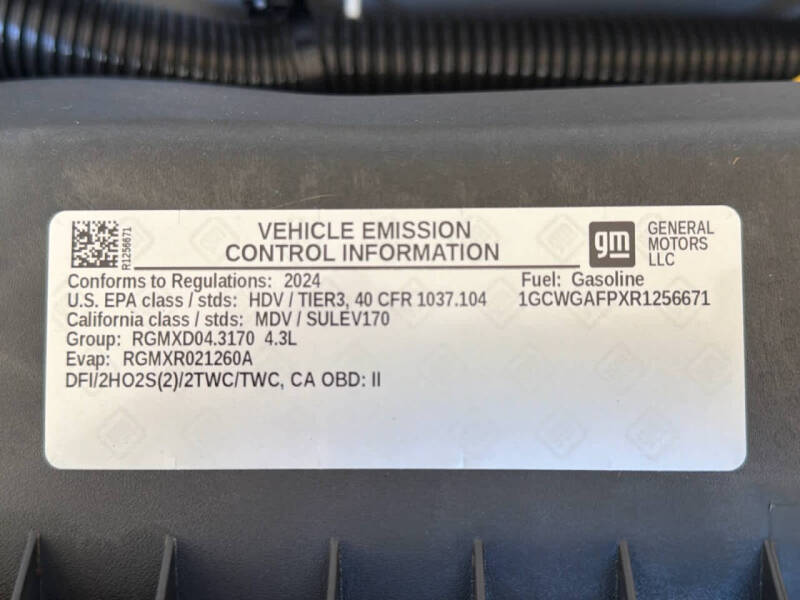 R1256671
VEHICLE EMISSION
CONTROL INFORMATION
gm
GENERAL
MOTORS
LLC
Conforms to Regulations: 2024
Fuel: Gasoline
U.S. EPA class / stds: HDV / TIER3, 40 CFR 1037.104
1GCWGAFPXR1256671
California class / stds: MDV / SULEV170
Group: RGMXD04.3170 4.3L
Evap: RGMXR021260A
DFI/2HO2S(2)/2TWC/TWC, CA OBD: II